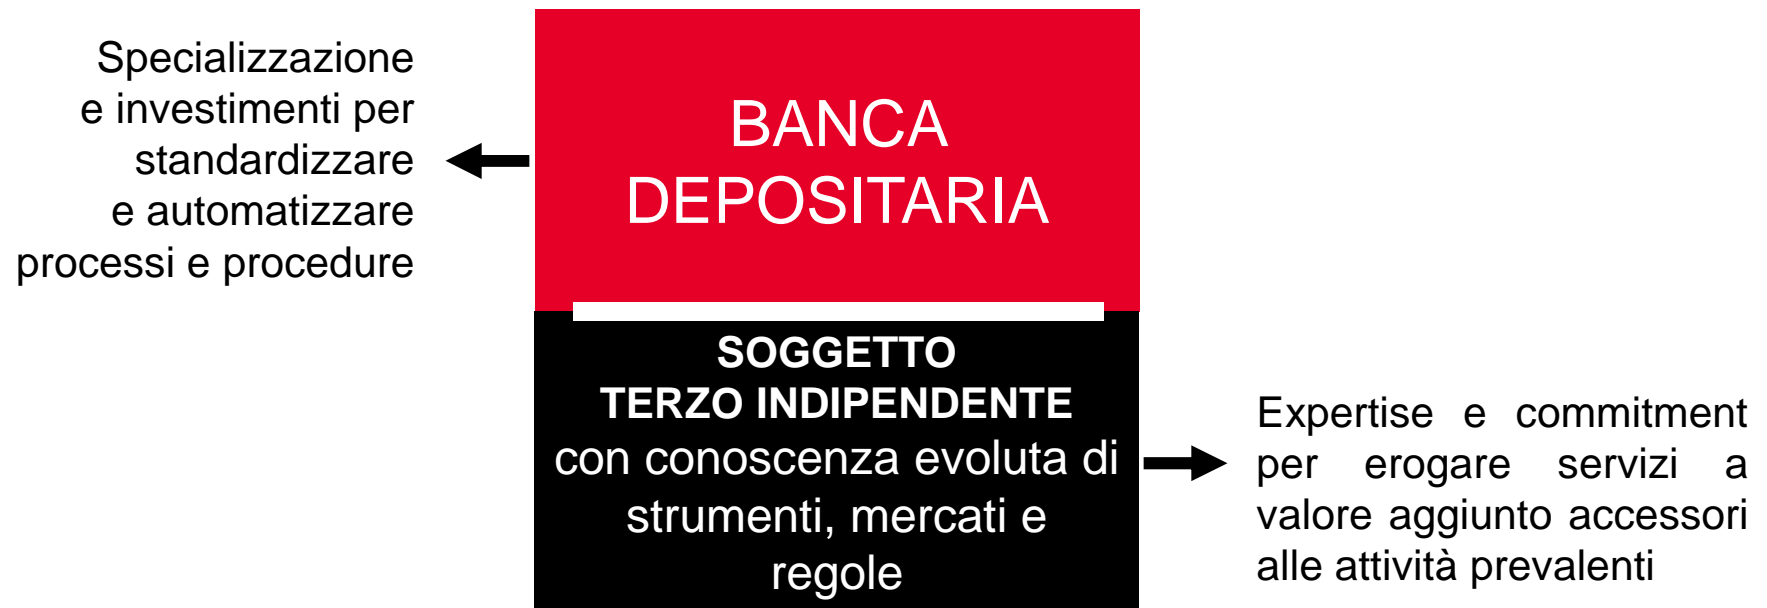 Specializzazione
e investimenti per
standardizzare
e automatizzare
processi e procedure
BANCA
DEPOSITARIA
SOGGETTO
TERZO INDIPENDENTE
con conoscenza evoluta di
strumenti, mercati e
regole
Expertise e commitment
per erogare servizi a
valore aggiunto accessori
alle attività prevalenti